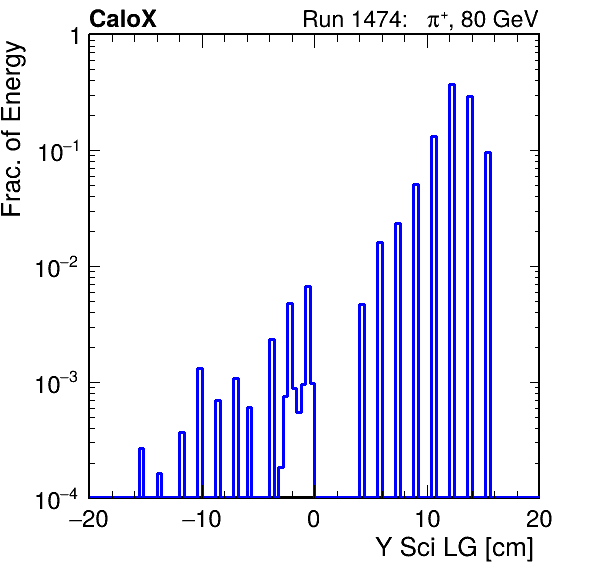 CaloX Run 1474: π⁺, 80 GeV
Frac. of Energy
1
10⁻¹
10⁻²
10⁻³
10⁻⁴
−20 −10 0 10 20
Y Sci LG [cm]